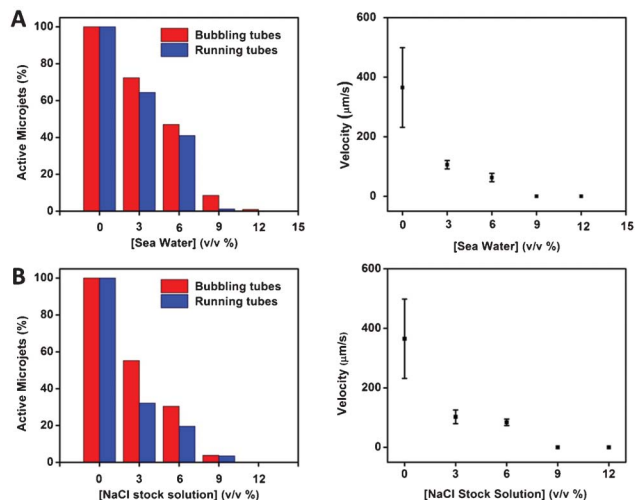 A
100
80
60
40
20
0
Active Microjets (%)
Bubbling tubes
Running tubes
0 3 6 9 12 15
[Sea Water] (v/v %)
600
400
200
0
Velocity (μm/s)
0 3 6 9 12 15
[Sea Water] (v/v %)
B
100
80
60
40
20
0
Active Microjets (%)
Bubbling tubes
Running tubes
0 3 6 9 12 15
[NaCl stock solution] (v/v %)
600
400
200
0
Velocity (μm/s)
0 3 6 9 12
[NaCl Stock Solution] (v/v %)